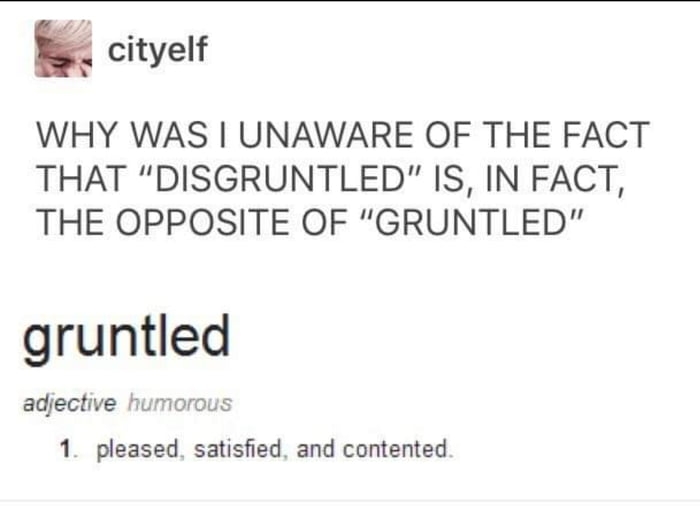 cityelf
WHY WAS I UNAWARE OF THE FACT
THAT “DISGRUNTLED” IS, IN FACT,
THE OPPOSITE OF “GRUNTLED”
gruntled
adjective humorous
1. pleased, satisfied, and contented.